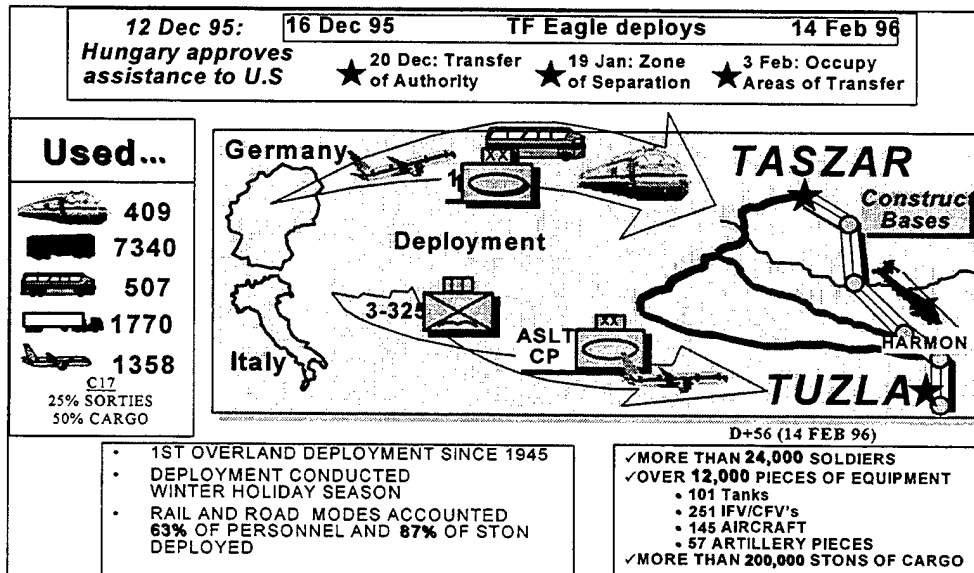 12 Dec 95:
Hungary approves
assistance to U.S
16 Dec 95 TF Eagle deploys 14 Feb 96
20 Dec: Transfer
of Authority
19 Jan: Zone
of Separation
3 Feb: Occupy
Areas of Transfer
Used...
409
7340
507
1770
1358
C17
25% SORTIES
50% CARGO
Germany
XX
1
TASZAR
Construct
Bases
Deployment
3-325
ASLT
CP
XX
Italy
HARMON
TUZLA
• 1ST OVERLAND DEPLOYMENT SINCE 1945
• DEPLOYMENT CONDUCTED
WINTER HOLIDAY SEASON
• RAIL AND ROAD MODES ACCOUNTED
63% OF PERSONNEL AND 87% OF STON
DEPLOYED
D+56 (14 FEB 96)
✓MORE THAN 24,000 SOLDIERS
✓OVER 12,000 PIECES OF EQUIPMENT
• 101 Tanks
• 251 IFV/CFV's
• 145 AIRCRAFT
• 57 ARTILLERY PIECES
✓MORE THAN 200,000 STONS OF CARGO